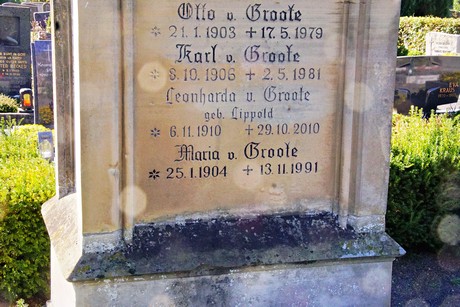 Otto v. Groote
* 21.1.1903 + 17.5.1979
Karl v. Groote
* 8.10.1906 + 2.5.1981
Leonharda v. Groote
geb. Lippold
* 6.11.1910 + 29.10.2010
Maria v. Groote
* 25.1.1904 + 13.11.1991